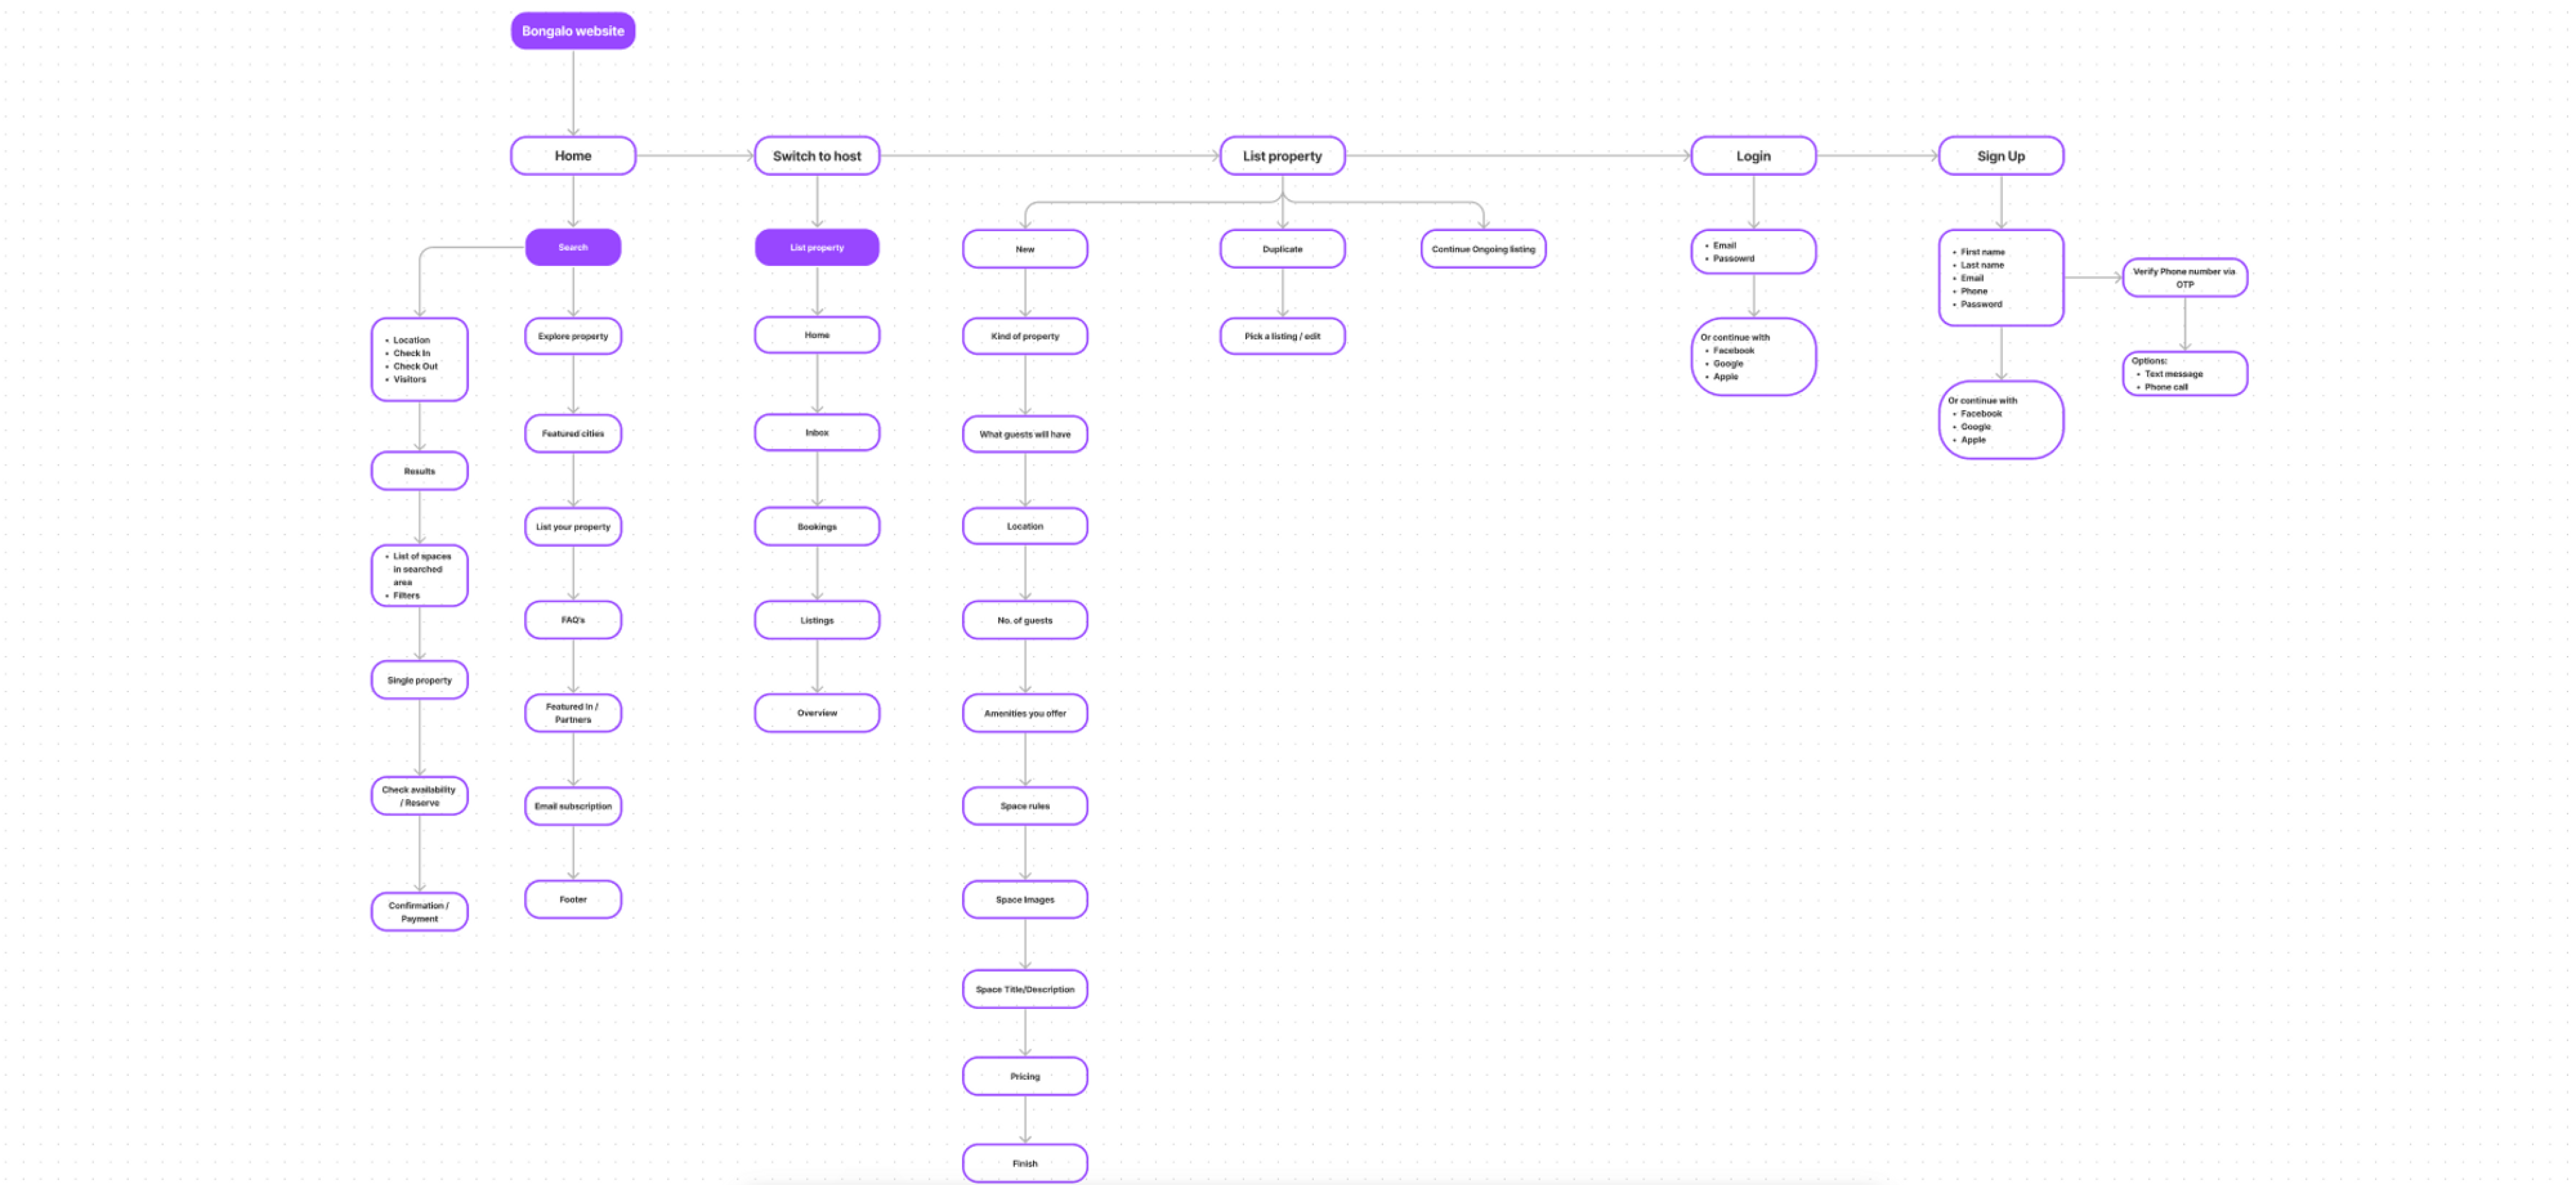 Bongalo website
Home
Switch to host
List property
Login
Sign Up
Search
Location
Check In
Check Out
Visitors
Results
List of spaces
in searched
area
Filters
Single property
Check availability
/ Reserve
Confirmation /
Payment
Explore property
Featured cities
List your property
FAQ's
Featured In /
Partners
Email subscription
Footer
List property
Home
Inbox
Bookings
Listings
Overview
New
Kind of property
What guests will have
Location
No. of guests
Amenities you offer
Space rules
Space Images
Space Title/Description
Pricing
Finish
Duplicate
Pick a listing / edit
Continue Ongoing listing
Email
Passowrd
Or continue with
Facebook
Google
Apple
First name
Last name
Email
Phone
Password
Or continue with
Facebook
Google
Apple
Verify Phone number via
OTP
Options:
Text message
Phone call